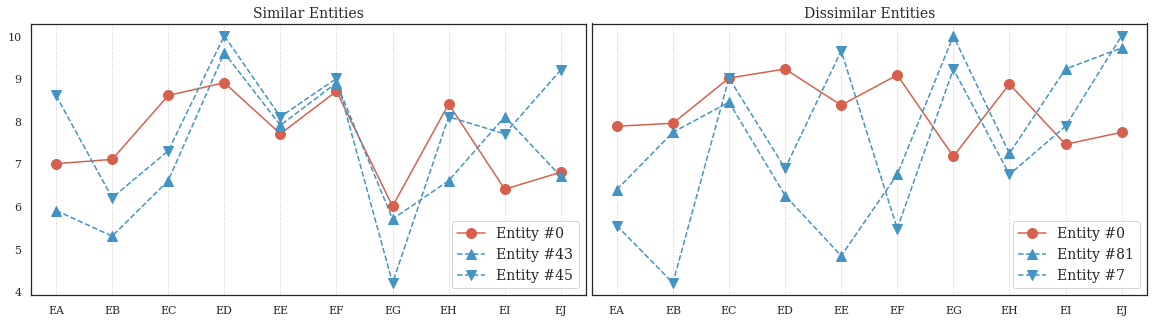 Similar Entities
Dissimilar Entities
10
9
8
7
6
5
4
Entity #0
Entity #43
Entity #45
Entity #0
Entity #81
Entity #7
EA EB EC ED EE EF EG EH EI EJ
EA EB EC ED EE EF EG EH EI EJ